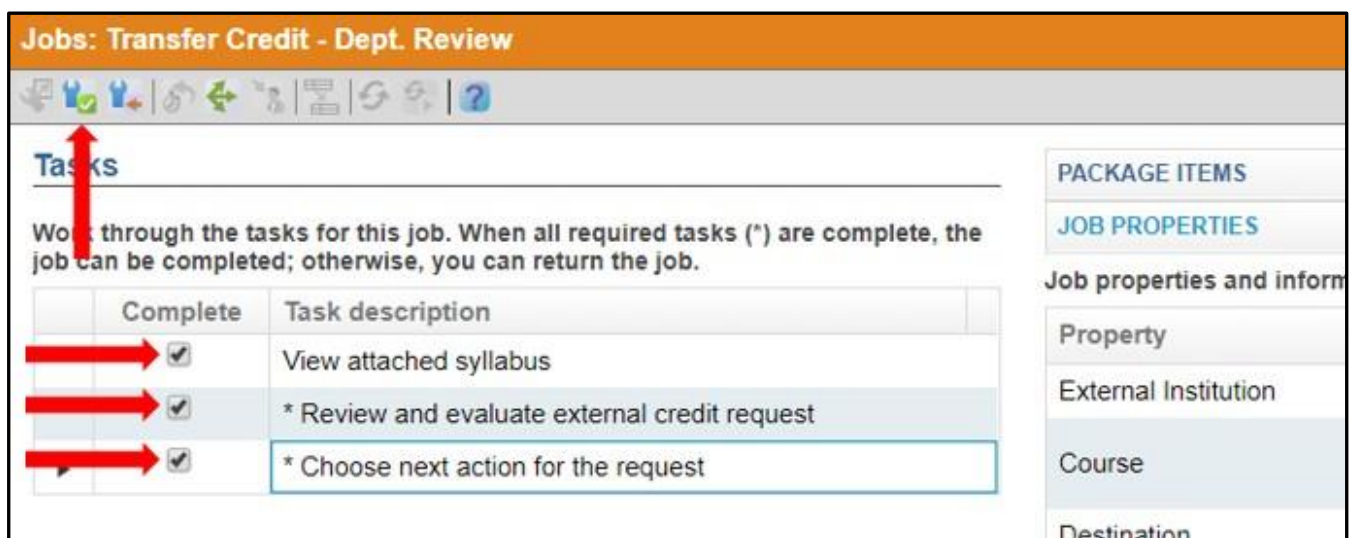 Jobs: Transfer Credit - Dept. Review
Tasks
Work through the tasks for this job. When all required tasks (*) are complete, the
job can be completed; otherwise, you can return the job.
Complete Task description
View attached syllabus
* Review and evaluate external credit request
* Choose next action for the request
PACKAGE ITEMS
JOB PROPERTIES
Job properties and inform
Property
External Institution
Course
Destination